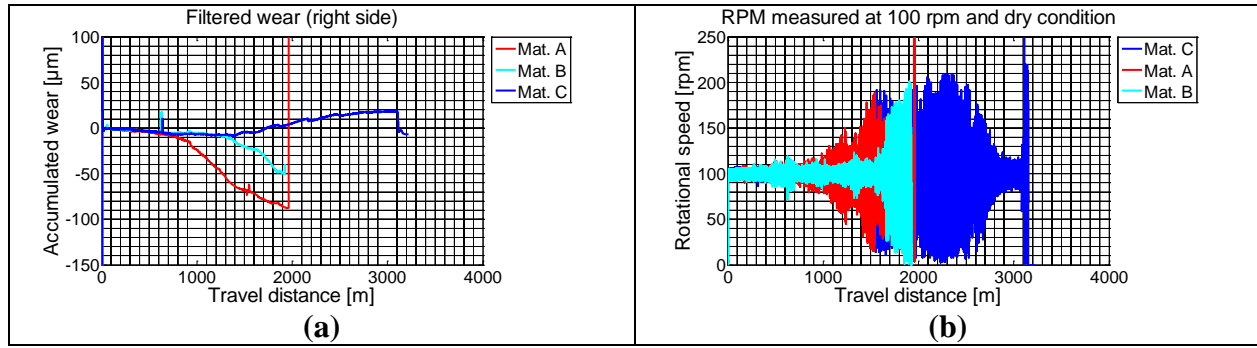 Filtered wear (right side)
Accumulated wear [µm]
100
50
0
-50
-100
-150
0
1000
2000
3000
4000
Travel distance [m]
Mat. A
Mat. B
Mat. C
(a)
RPM measured at 100 rpm and dry condition
Rotational speed [rpm]
250
200
150
100
50
0
0
1000
2000
3000
4000
Travel distance [m]
Mat. C
Mat. A
Mat. B
(b)